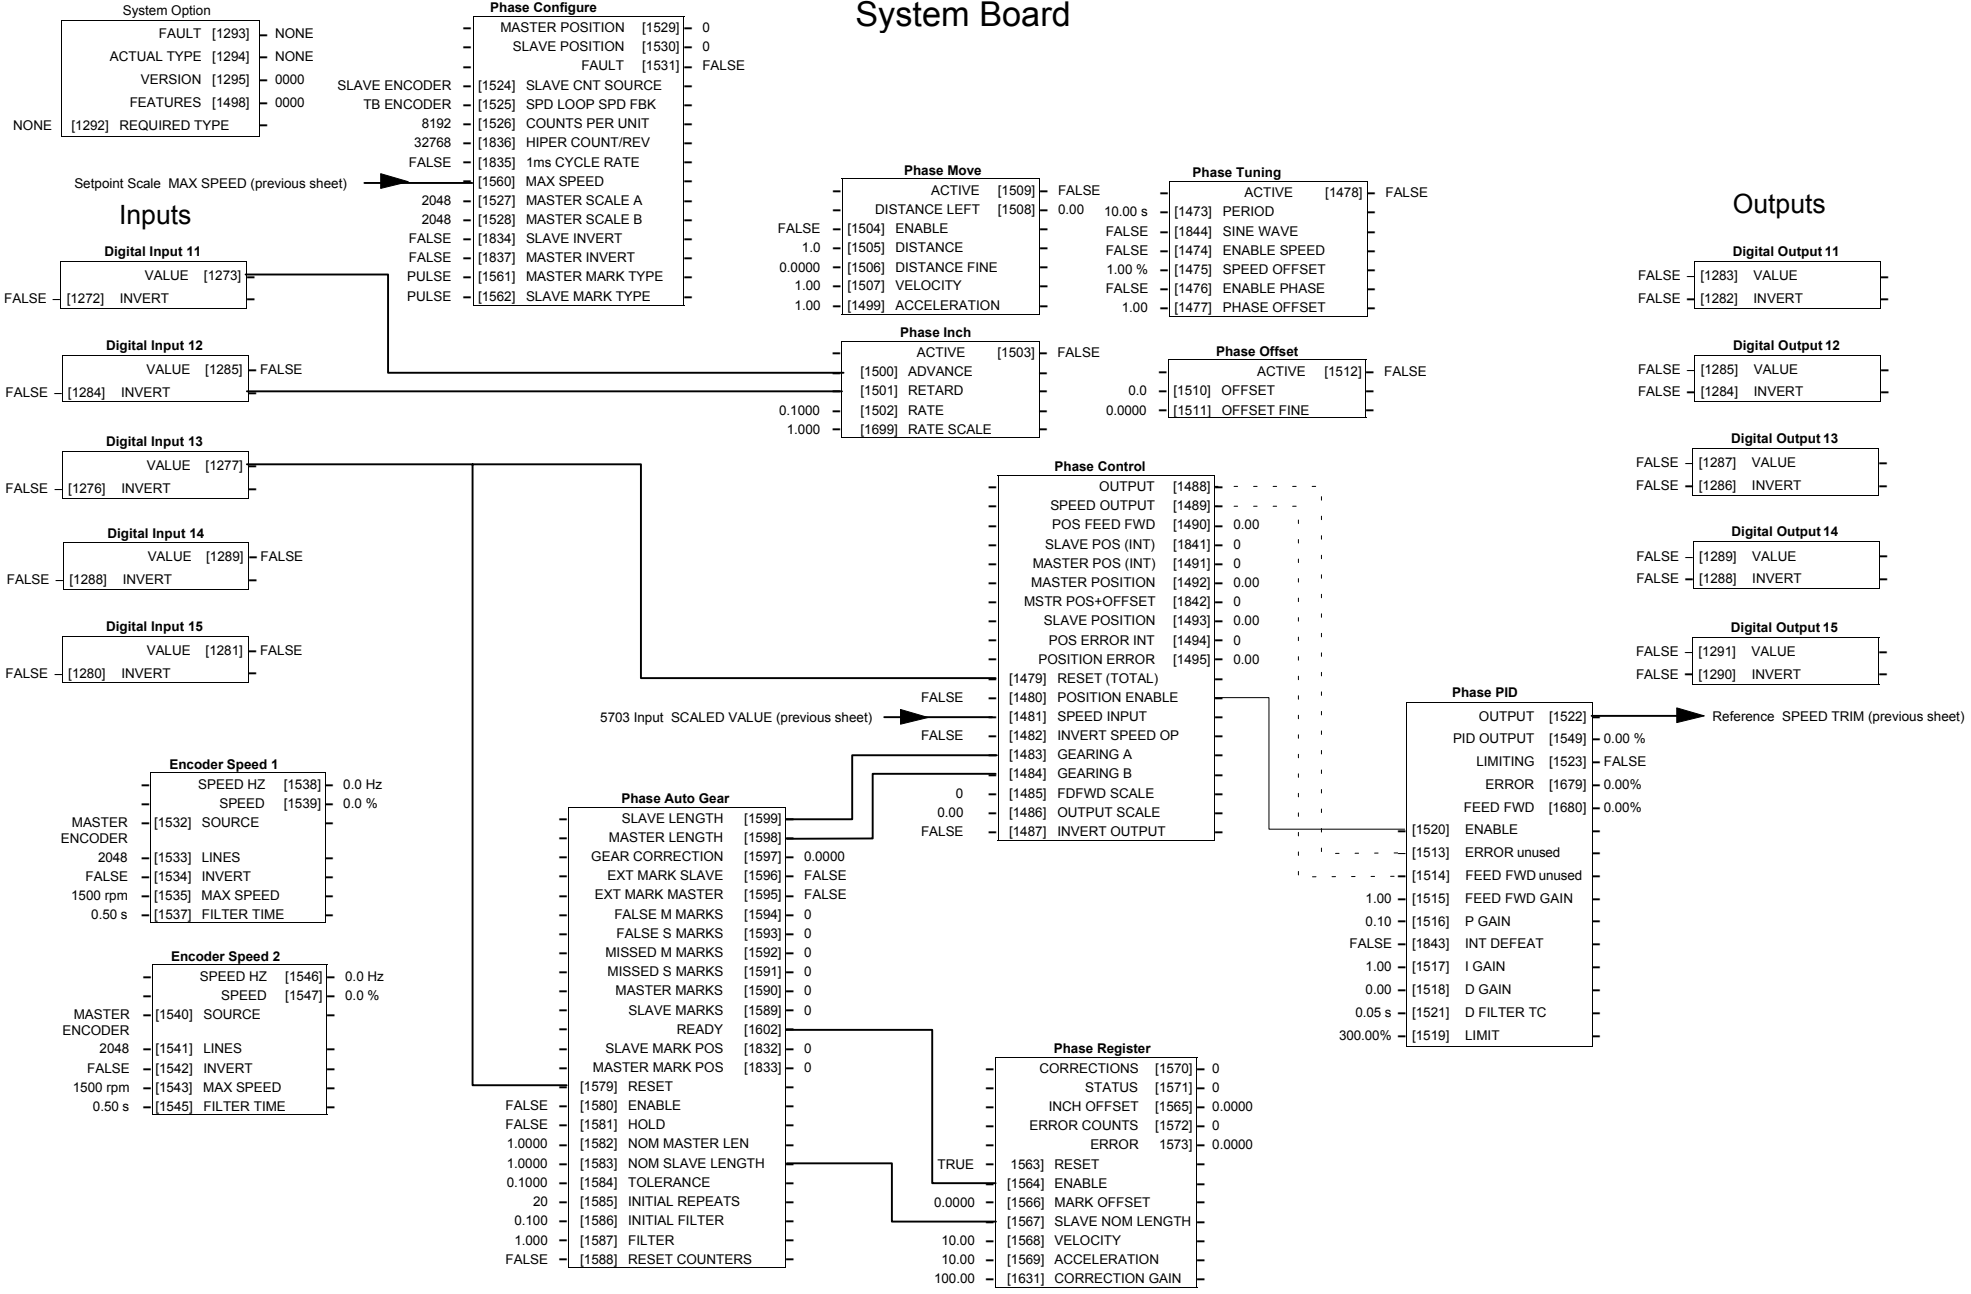 System Board
System Option
FAULT [1293] NONE
ACTUAL TYPE [1294] NONE
VERSION [1295] 0000
FEATURES [1498] 0000
NONE [1292] REQUIRED TYPE
Phase Configure
MASTER POSITION [1529] 0
SLAVE POSITION [1530] 0
FAULT [1531] FALSE
SLAVE ENCODER [1524] SLAVE CNT SOURCE
TB ENCODER [1525] SPD LOOP SPD FBK
8192 [1526] COUNTS PER UNIT
32768 [1836] HIPER COUNT/REV
FALSE [1835] 1ms CYCLE RATE
Setpoint Scale MAX SPEED (previous sheet) [1560] MAX SPEED
2048 [1527] MASTER SCALE A
2048 [1528] MASTER SCALE B
FALSE [1834] SLAVE INVERT
FALSE [1837] MASTER INVERT
PULSE [1561] MASTER MARK TYPE
PULSE [1562] SLAVE MARK TYPE
Inputs
Digital Input 11
VALUE [1273]
FALSE [1272] INVERT
Digital Input 12
VALUE [1285] FALSE
FALSE [1284] INVERT
Digital Input 13
VALUE [1277]
FALSE [1276] INVERT
Digital Input 14
VALUE [1289] FALSE
FALSE [1288] INVERT
Digital Input 15
VALUE [1281] FALSE
FALSE [1280] INVERT
Phase Move
ACTIVE [1509] FALSE
DISTANCE LEFT [1508] 0.00
FALSE [1504] ENABLE
1.0 [1505] DISTANCE
0.0000 [1506] DISTANCE FINE
1.00 [1507] VELOCITY
1.00 [1499] ACCELERATION
Phase Tuning
ACTIVE [1478] FALSE
10.00 s [1473] PERIOD
FALSE [1844] SINE WAVE
FALSE [1474] ENABLE SPEED
1.00 % [1475] SPEED OFFSET
FALSE [1476] ENABLE PHASE
1.00 [1477] PHASE OFFSET
Phase Inch
ACTIVE [1503] FALSE
[1500] ADVANCE
[1501] RETARD
0.1000 [1502] RATE
1.000 [1699] RATE SCALE
Phase Offset
ACTIVE [1512] FALSE
0.0 [1510] OFFSET
0.0000 [1511] OFFSET FINE
Outputs
Digital Output 11
FALSE [1283] VALUE
FALSE [1282] INVERT
Digital Output 12
FALSE [1285] VALUE
FALSE [1284] INVERT
Digital Output 13
FALSE [1287] VALUE
FALSE [1286] INVERT
Digital Output 14
FALSE [1289] VALUE
FALSE [1288] INVERT
Digital Output 15
FALSE [1291] VALUE
FALSE [1290] INVERT
Phase Control
OUTPUT [1488]
SPEED OUTPUT [1489]
POS FEED FWD [1490] 0.00
SLAVE POS (INT) [1841] 0
MASTER POS (INT) [1491] 0
MASTER POSITION [1492] 0.00
MSTR POS+OFFSET [1842] 0
SLAVE POSITION [1493] 0.00
POS ERROR INT [1494] 0
POSITION ERROR [1495] 0.00
[1479] RESET (TOTAL)
FALSE [1480] POSITION ENABLE
5703 Input SCALED VALUE (previous sheet) [1481] SPEED INPUT
FALSE [1482] INVERT SPEED OP
[1483] GEARING A
[1484] GEARING B
0 [1485] FDFWD SCALE
0.00 [1486] OUTPUT SCALE
FALSE [1487] INVERT OUTPUT
Phase PID
OUTPUT [1522] Reference SPEED TRIM (previous sheet)
PID OUTPUT [1549] 0.00 %
LIMITING [1523] FALSE
ERROR [1679] 0.00%
FEED FWD [1680] 0.00%
[1520] ENABLE
[1513] ERROR unused
[1514] FEED FWD unused
1.00 [1515] FEED FWD GAIN
0.10 [1516] P GAIN
FALSE [1843] INT DEFEAT
1.00 [1517] I GAIN
0.00 [1518] D GAIN
0.05 s [1521] D FILTER TC
300.00% [1519] LIMIT
Encoder Speed 1
SPEED HZ [1538] 0.0 Hz
SPEED [1539] 0.0 %
MASTER [1532] SOURCE
ENCODER
2048 [1533] LINES
FALSE [1534] INVERT
1500 rpm [1535] MAX SPEED
0.50 s [1537] FILTER TIME
Encoder Speed 2
SPEED HZ [1546] 0.0 Hz
SPEED [1547] 0.0 %
MASTER [1540] SOURCE
ENCODER
2048 [1541] LINES
FALSE [1542] INVERT
1500 rpm [1543] MAX SPEED
0.50 s [1545] FILTER TIME
Phase Auto Gear
SLAVE LENGTH [1599]
MASTER LENGTH [1598]
GEAR CORRECTION [1597] 0.0000
EXT MARK SLAVE [1596] FALSE
EXT MARK MASTER [1595] FALSE
FALSE M MARKS [1594] 0
FALSE S MARKS [1593] 0
MISSED M MARKS [1592] 0
MISSED S MARKS [1591] 0
MASTER MARKS [1590] 0
SLAVE MARKS [1589] 0
READY [1602]
SLAVE MARK POS [1832] 0
MASTER MARK POS [1833] 0
[1579] RESET
FALSE [1580] ENABLE
FALSE [1581] HOLD
1.0000 [1582] NOM MASTER LEN
1.0000 [1583] NOM SLAVE LENGTH
0.1000 [1584] TOLERANCE
20 [1585] INITIAL REPEATS
0.100 [1586] INITIAL FILTER
1.000 [1587] FILTER
FALSE [1588] RESET COUNTERS
Phase Register
CORRECTIONS [1570] 0
STATUS [1571] 0
INCH OFFSET [1565] 0.0000
ERROR COUNTS [1572] 0
ERROR 1573] 0.0000
TRUE 1563] RESET
[1564] ENABLE
0.0000 [1566] MARK OFFSET
[1567] SLAVE NOM LENGTH
10.00 [1568] VELOCITY
10.00 [1569] ACCELERATION
100.00 [1631] CORRECTION GAIN